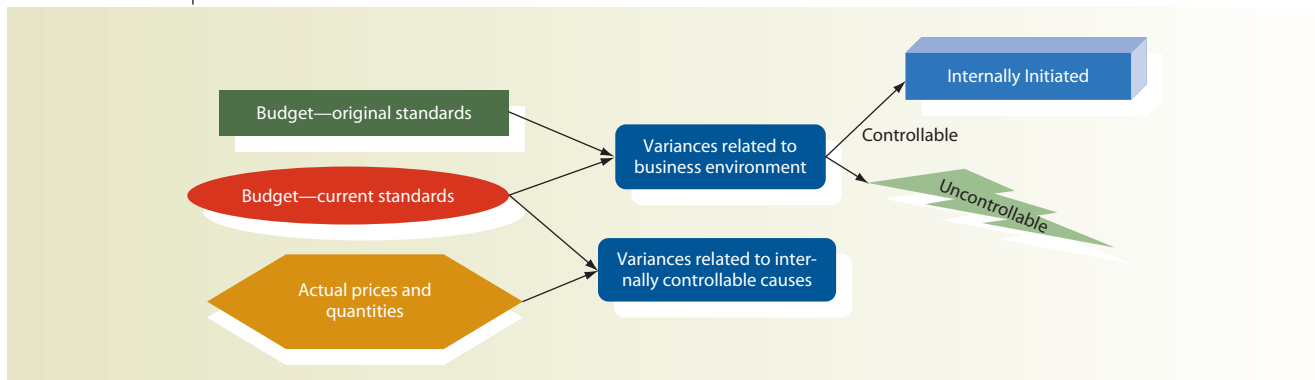 Budget—original standards
Budget—current standards
Actual prices and
quantities
Variances related to
business environment
Variances related to inter-
nally controllable causes
Internally Initiated
Controllable
Uncontrollable